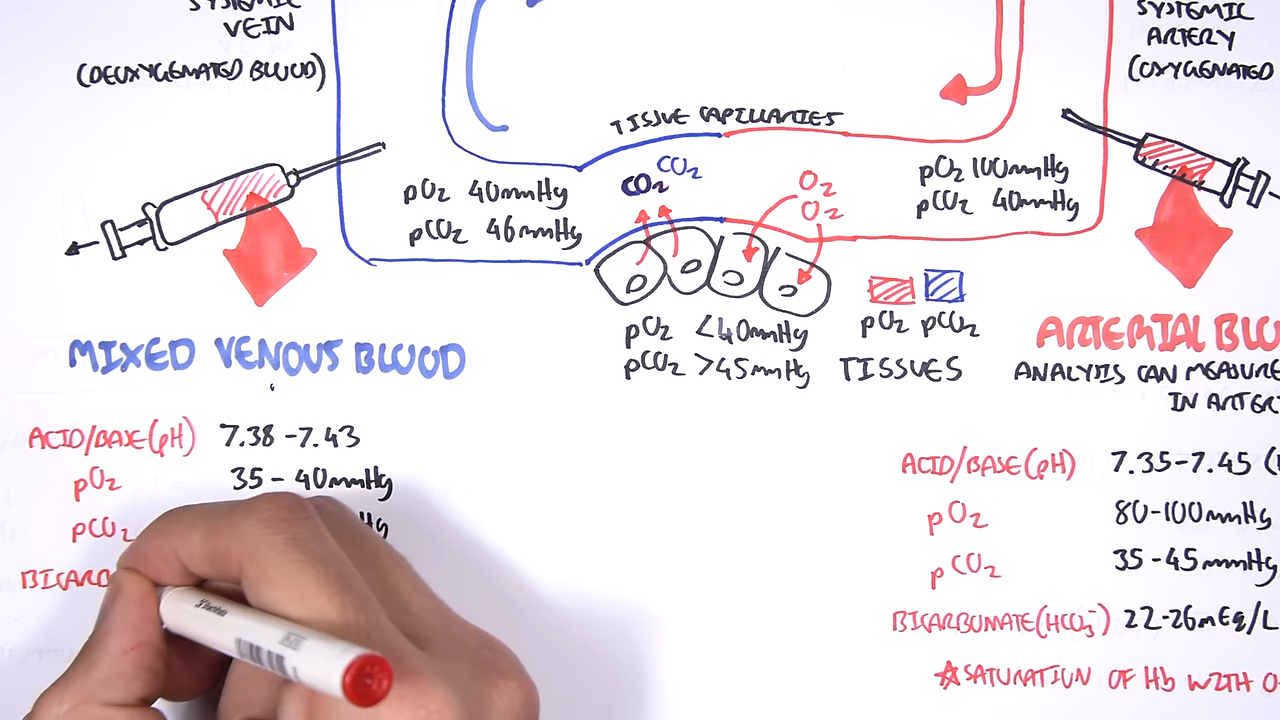 SYSTEMIC
VEIN
(DEOXYGENATED BLOOD)
SYSTEMIC
ARTERY
(OXYGENATED
TISSUE CAPILLARIES
CO2
CO2
O2
O2
pO2 40mmHg
pCO2 46mmHg
pO2 100mmHg
pCO2 40mmHg
pO2 <40mmHg
pCO2 >45mmHg
pO2 pCO2
TISSUES
MIXED VENOUS BLOOD
ACID/BASE(pH) 7.38-7.43
pO2 35-40mmHg
pCO2
BICARB
ARTERIAL BLO
ANALYSIS CAN MEASURE
IN ARTER
ACID/BASE(pH) 7.35-7.45 (
pO2 80-100mmHg
pCO2 35-45mmHg
BICARBONATE(HCO3-) 22-26mEq/L
*SATURATION OF Hb WITH O